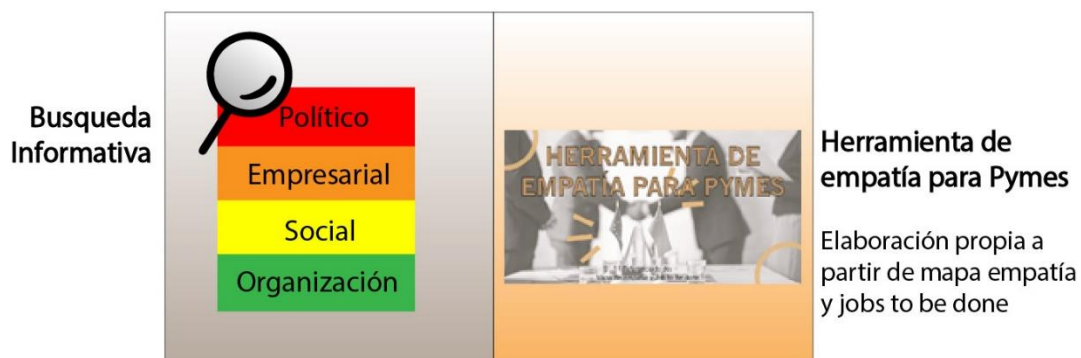 Busqueda
Informativa
Político
Empresarial
Social
Organización
HERRAMIENTA DE
EMPATÍA PARA PYMES
Herramienta de
empatía para Pymes
Elaboración propia a
partir de mapa empatía
y jobs to be done